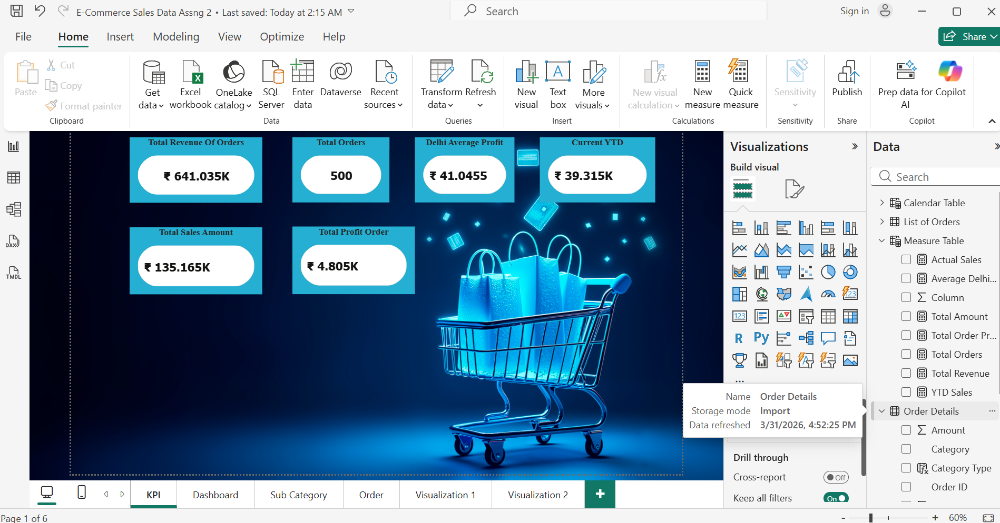 E-Commerce Sales Data Assng 2 • Last saved: Today at 2:15 AM
Search
Sign in
File
Home
Insert
Modeling
View
Optimize
Help
Share
Paste
Cut
Copy
Format painter
Clipboard
Get data
Excel workbook
OneLake catalog
SQL Server
Enter data
Dataverse
Recent sources
Data
Transform data
Refresh
Queries
New visual
Text box
More visuals
Insert
New visual calculation
New measure
Quick measure
Calculations
Sensitivity
Sensitivity
Publish
Share
Prep data for AI
Copilot
Copilot
DAX
TMDL
Total Revenue Of Orders
₹ 641.035K
Total Orders
500
Delhi Average Profit
₹ 41.0455
Current YTD
₹ 39.315K
Total Sales Amount
₹ 135.165K
Total Profit Order
₹ 4.805K
Visualizations
Build visual
123
123
R
Py
...
Name Order Details
Storage mode Import
Data refreshed 3/31/2026, 4:52:25 PM
Drill through
Cross-report
Off
Keep all filters
On
Data
Search
Calendar Table
List of Orders
Measure Table
Actual Sales
Average Delhi...
Column
Total Amount
Total Order Pr...
Total Orders
Total Revenue
YTD Sales
Order Details
...
Amount
Category
Category Type
Order ID
KPI
Dashboard
Sub Category
Order
Visualization 1
Visualization 2
+
Page 1 of 6
- + 60%